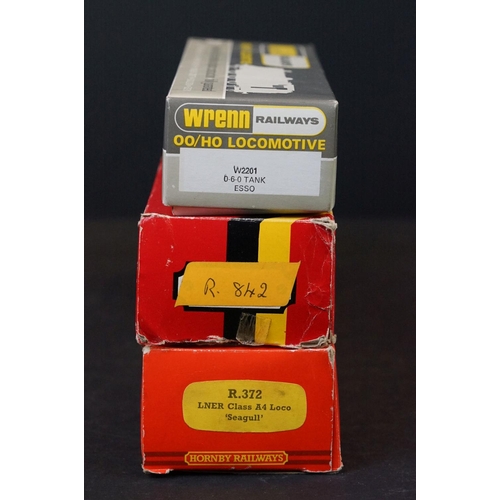 wrenn RAILWAYS
OO/HO LOCOMOTIVE
W2201
0-6-0 TANK
ESSO
R. 842
R.372
LNER Class A4 Loco
'Seagull'
HORNBY RAILWAYS